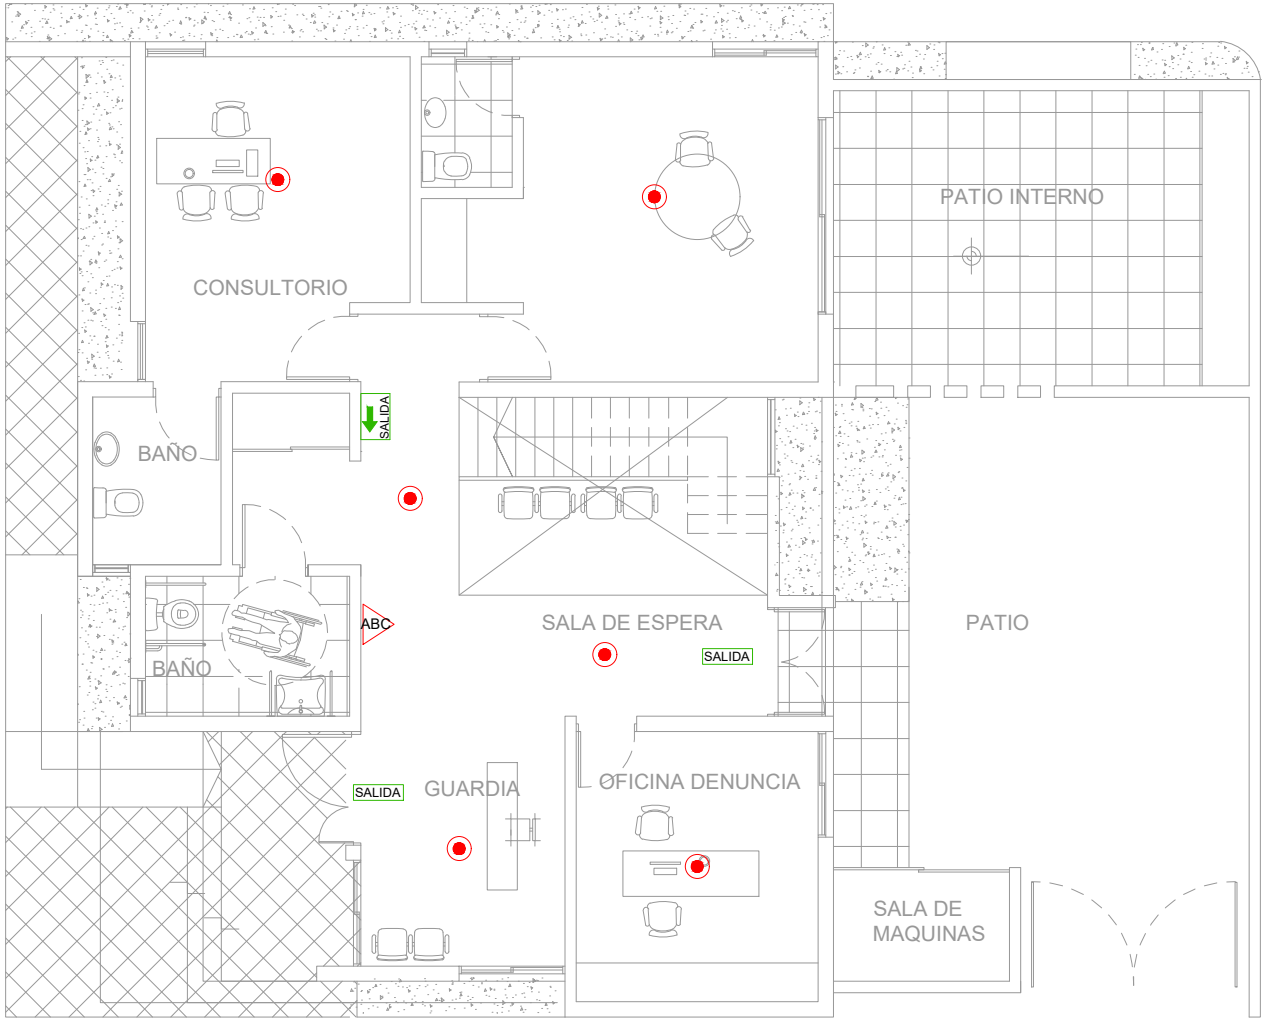 PATIO INTERNO
CONSULTORIO
SALIDA
BAÑO
ABC
SALA DE ESPERA
PATIO
SALIDA
BAÑO
OFICINA DENUNCIA
GUARDIA
SALIDA
SALA DE
MAQUINAS